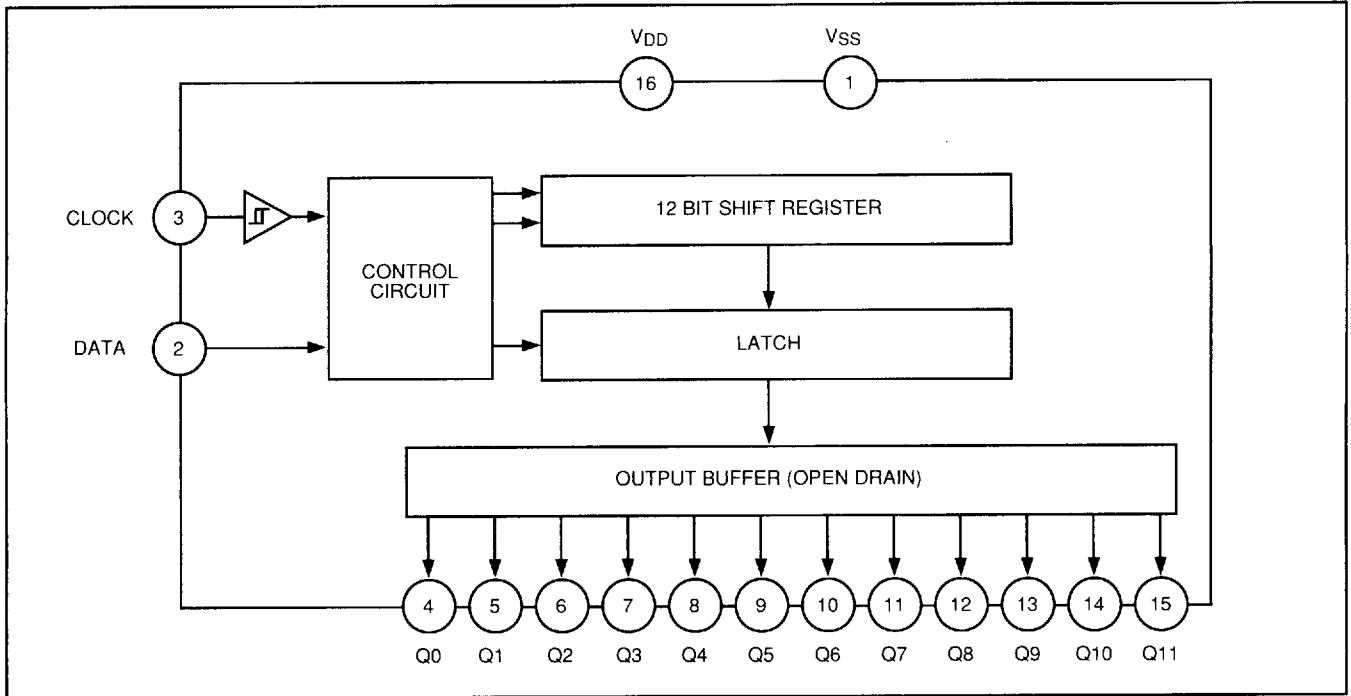 VDD VSS
16 1
CLOCK 3
12 BIT SHIFT REGISTER
CONTROL
CIRCUIT
DATA 2
LATCH
OUTPUT BUFFER (OPEN DRAIN)
4 5 6 7 8 9 10 11 12 13 14 15
Q0 Q1 Q2 Q3 Q4 Q5 Q6 Q7 Q8 Q9 Q10 Q11